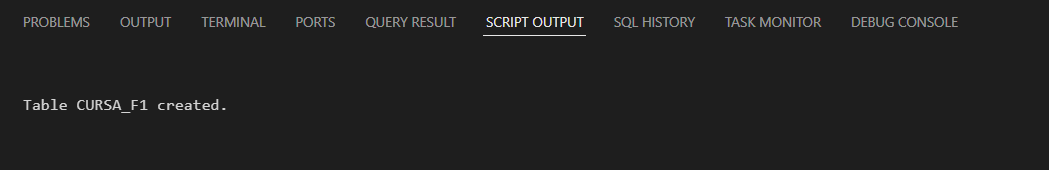 PROBLEMS OUTPUT TERMINAL PORTS QUERY RESULT SCRIPT OUTPUT SQL HISTORY TASK MONITOR DEBUG CONSOLE
Table CURSA_F1 created.